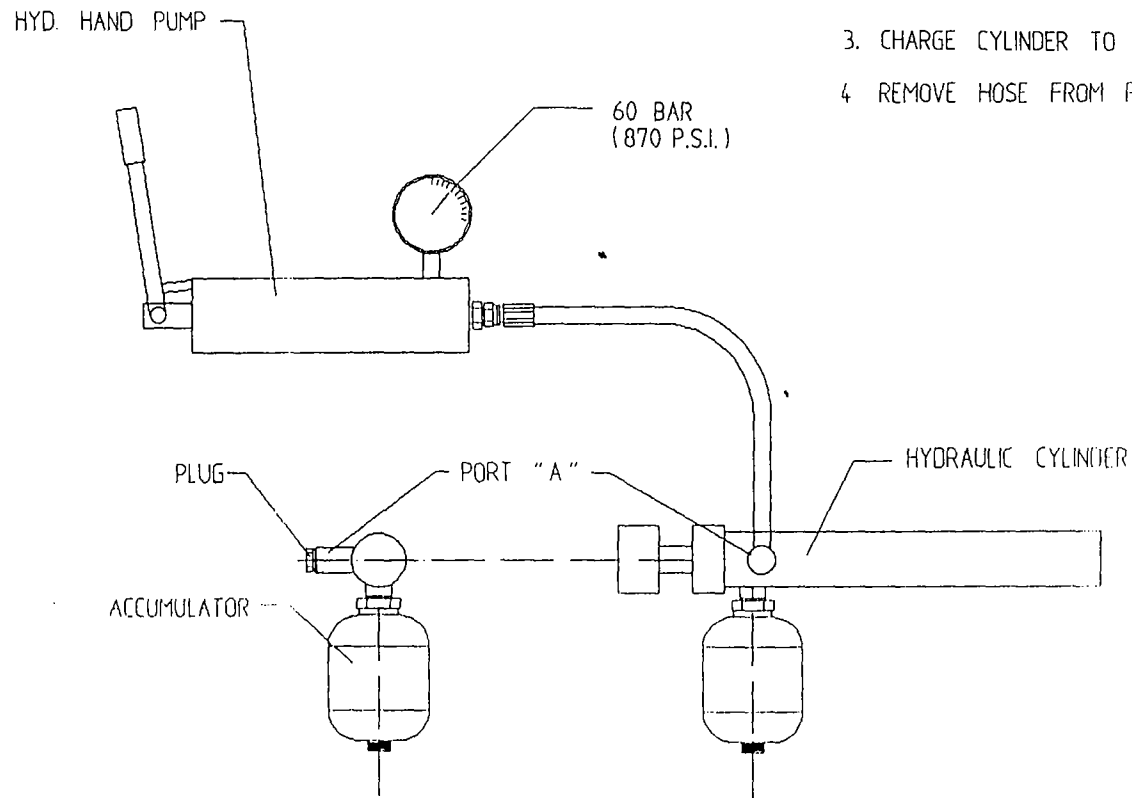 HYD. HAND PUMP
3. CHARGE CYLINDER TO
4 REMOVE HOSE FROM
60 BAR
(870 P.S.I.)
PLUG
PORT "A"
HYDRAULIC CYLINDER
ACCUMULATOR